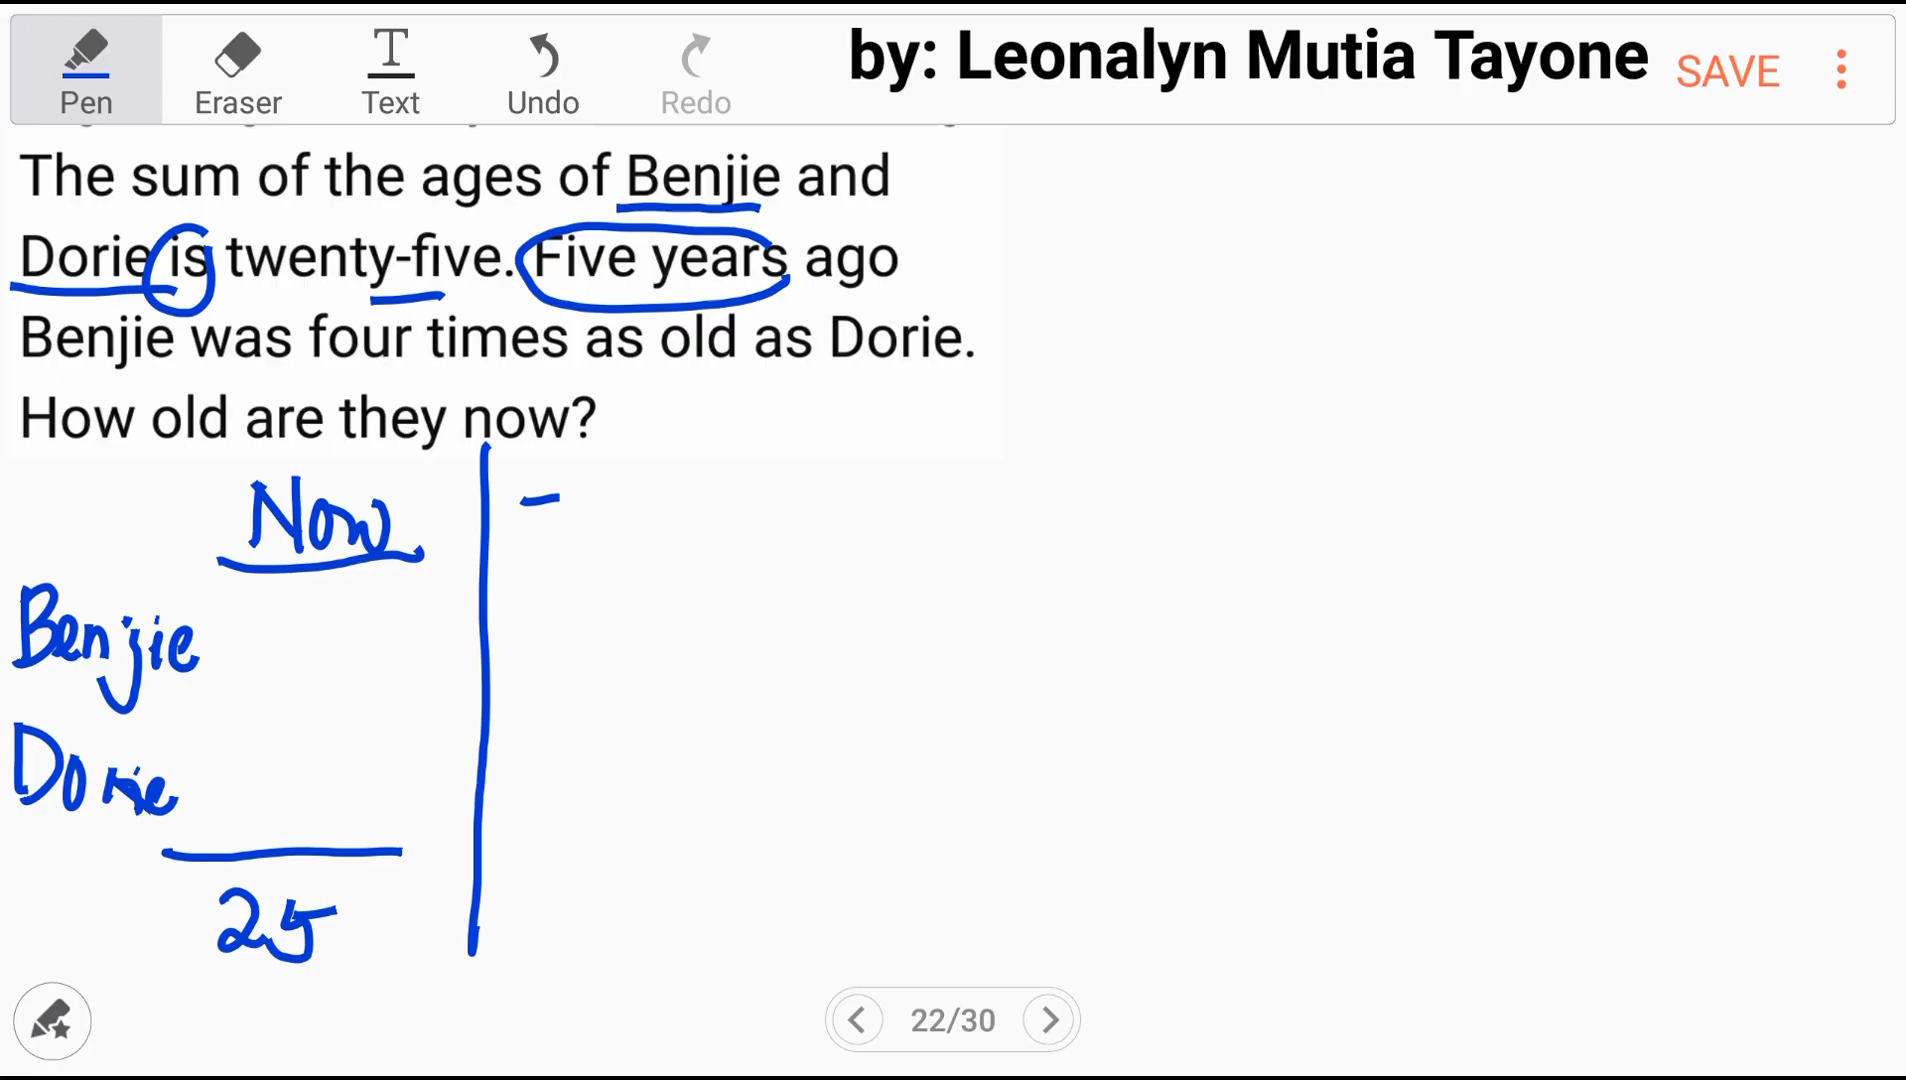 Pen
Eraser
Text
Undo
Redo
by: Leonalyn Mutia Tayone
SAVE
The sum of the ages of Benjie and
Dorie is twenty-five. Five years ago
Benjie was four times as old as Dorie.
How old are they now?
Now
-
Benjie
Dorie
25
22/30